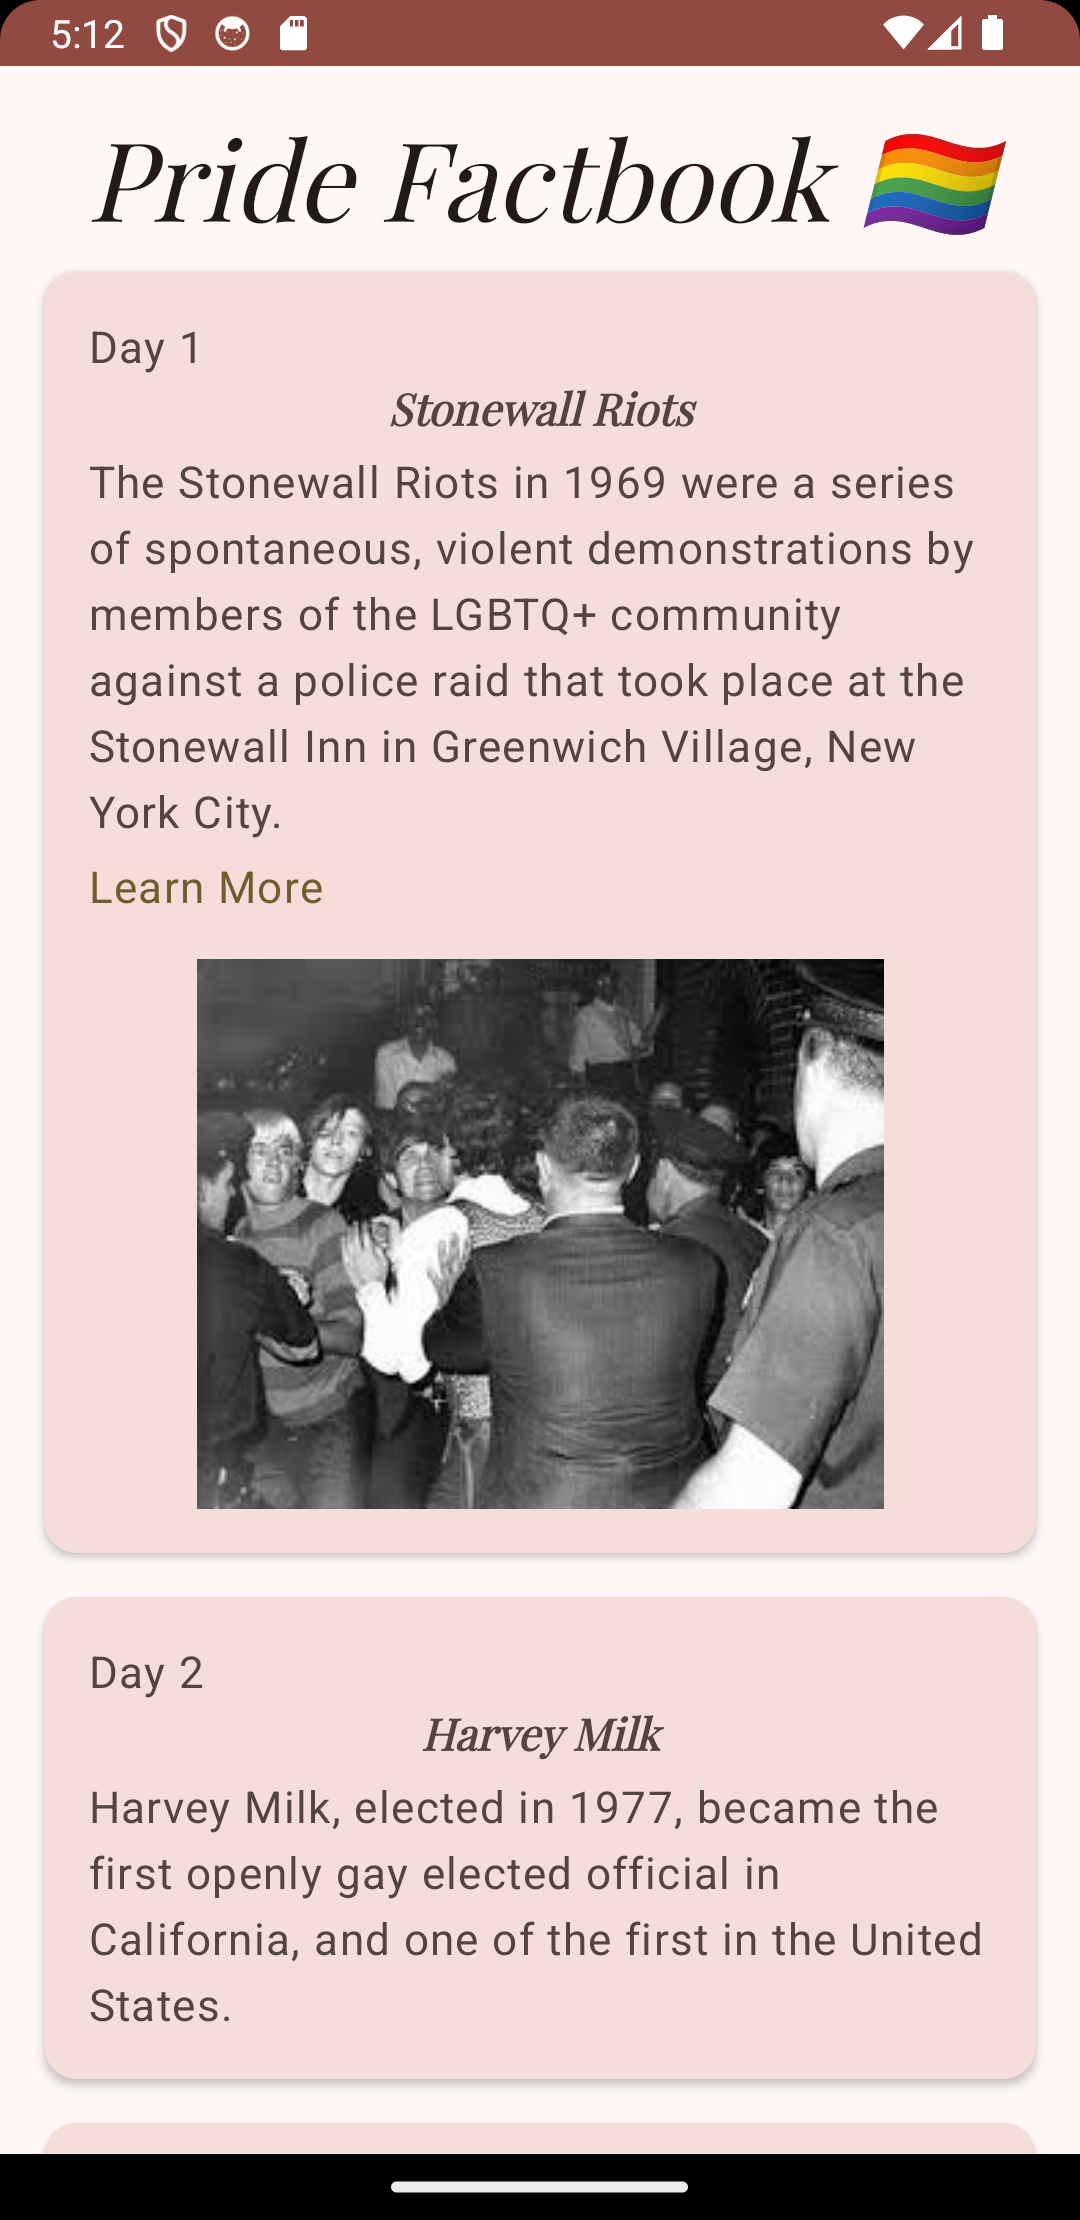 5:12
Pride Factbook 🏳️‍🌈
Day 1
Stonewall Riots
The Stonewall Riots in 1969 were a series
of spontaneous, violent demonstrations by
members of the LGBTQ+ community
against a police raid that took place at the
Stonewall Inn in Greenwich Village, New
York City.
Learn More
Day 2
Harvey Milk
Harvey Milk, elected in 1977, became the
first openly gay elected official in
California, and one of the first in the United
States.